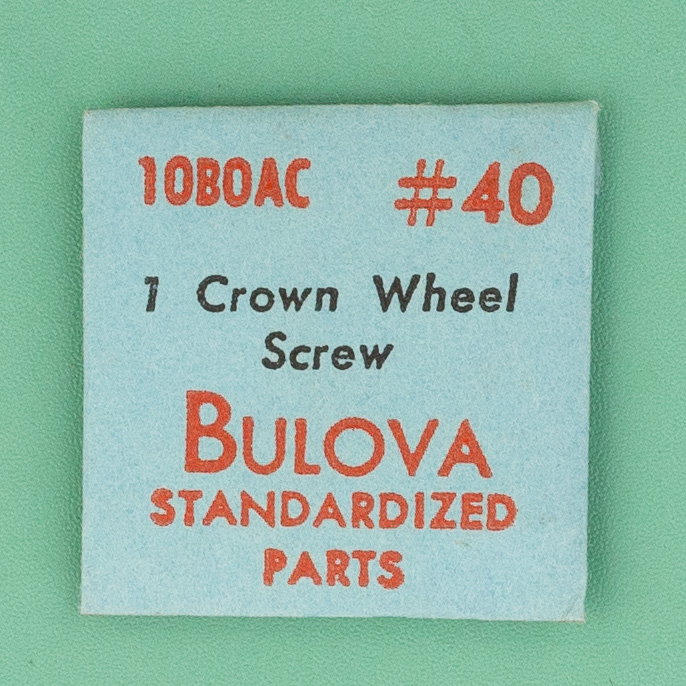 10BOAC #40
1 Crown Wheel
Screw
BULOVA
STANDARDIZED
PARTS